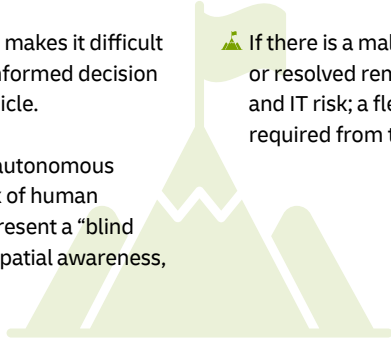 makes it difficult
nformed decision
icle.
autonomous
of human
resent a “blind
patial awareness,
If there is a mal
or resolved ren
and IT risk; a fle
required from t